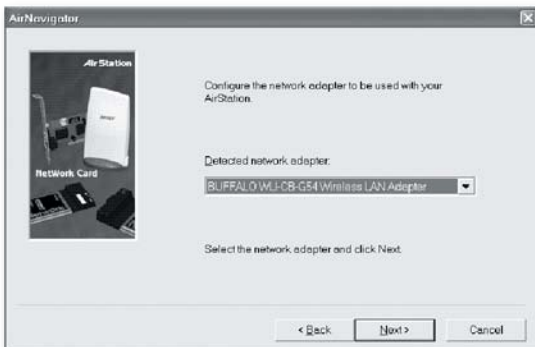 AirNavigator
AirStation
NetWork Card
Configure the network adapter to be used with your
AirStation.
Detected network adapter:
BUFFALO WLI-CB-G54 Wireless LAN Adapter
Select the network adapter and click Next.
< Back
Next >
Cancel